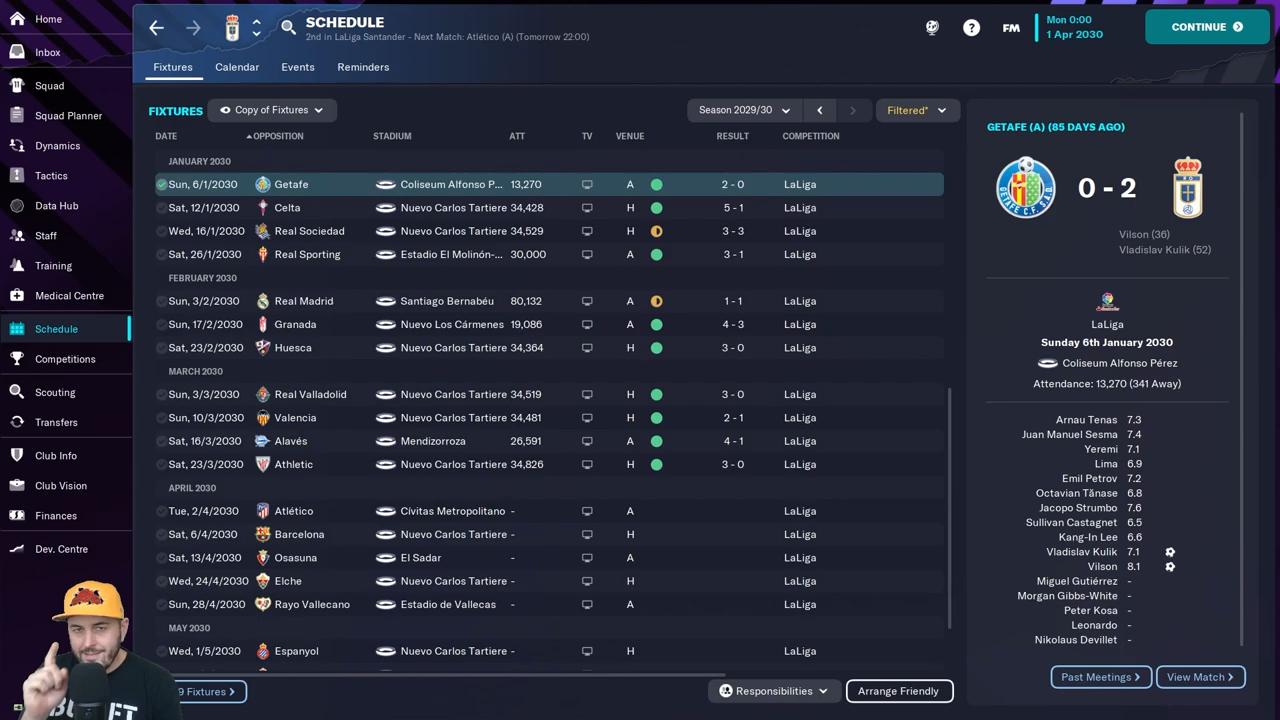 Home
Inbox
Squad
Squad Planner
Dynamics
Tactics
Data Hub
Staff
Training
Medical Centre
Schedule
Competitions
Scouting
Transfers
Club Info
Club Vision
Finances
Dev. Centre
SCHEDULE
2nd in LaLiga Santander - Next Match: Atlético (A) (Tomorrow 22:00)
FM
Mon 0:00
1 Apr 2030
CONTINUE
Fixtures Calendar Events Reminders
FIXTURES Copy of Fixtures Season 2029/30 Filtered*
DATE OPPOSITION STADIUM ATT TV VENUE RESULT COMPETITION
JANUARY 2030
Sun, 6/1/2030 Getafe Coliseum Alfonso P... 13,270 A 2 - 0 LaLiga
Sat, 12/1/2030 Celta Nuevo Carlos Tartiere 34,428 H 5 - 1 LaLiga
Wed, 16/1/2030 Real Sociedad Nuevo Carlos Tartiere 34,529 H 3 - 3 LaLiga
Sat, 26/1/2030 Real Sporting Estadio El Molinón-... 30,000 A 3 - 1 LaLiga
FEBRUARY 2030
Sun, 3/2/2030 Real Madrid Santiago Bernabéu 80,132 A 1 - 1 LaLiga
Sun, 17/2/2030 Granada Nuevo Los Cármenes 19,086 A 4 - 3 LaLiga
Sat, 23/2/2030 Huesca Nuevo Carlos Tartiere 34,364 H 3 - 0 LaLiga
MARCH 2030
Sun, 3/3/2030 Real Valladolid Nuevo Carlos Tartiere 34,519 H 3 - 0 LaLiga
Sun, 10/3/2030 Valencia Nuevo Carlos Tartiere 34,481 H 2 - 1 LaLiga
Sat, 16/3/2030 Alavés Mendizorroza 26,591 A 4 - 1 LaLiga
Sat, 23/3/2030 Athletic Nuevo Carlos Tartiere 34,826 H 3 - 0 LaLiga
APRIL 2030
Tue, 2/4/2030 Atlético Cívitas Metropolitano - A LaLiga
Sat, 6/4/2030 Barcelona Nuevo Carlos Tartiere - H LaLiga
Sat, 13/4/2030 Osasuna El Sadar - A LaLiga
Wed, 24/4/2030 Elche Nuevo Carlos Tartiere - H LaLiga
Sun, 28/4/2030 Rayo Vallecano Estadio de Vallecas - A LaLiga
MAY 2030
Wed, 1/5/2030 Espanyol Nuevo Carlos Tartiere - H LaLiga
9 Fixtures
Responsibilities
Arrange Friendly
GETAFE (A) (85 DAYS AGO)
0 - 2
Vilson (36)
Vladislav Kulik (52)
LaLiga
Sunday 6th January 2030
Coliseum Alfonso Pérez
Attendance: 13,270 (341 Away)
Arnau Tenas 7.3
Juan Manuel Sesma 7.4
Yeremi 7.1
Lima 6.9
Emil Petrov 7.2
Octavian Tănase 6.8
Jacopo Strumbo 7.6
Sullivan Castagnet 6.5
Kang-In Lee 6.6
Vladislav Kulik 7.1
Vilson 8.1
Miguel Gutiérrez -
Morgan Gibbs-White -
Peter Kosa -
Leonardo -
Nikolaus Devillet -
Past Meetings
View Match